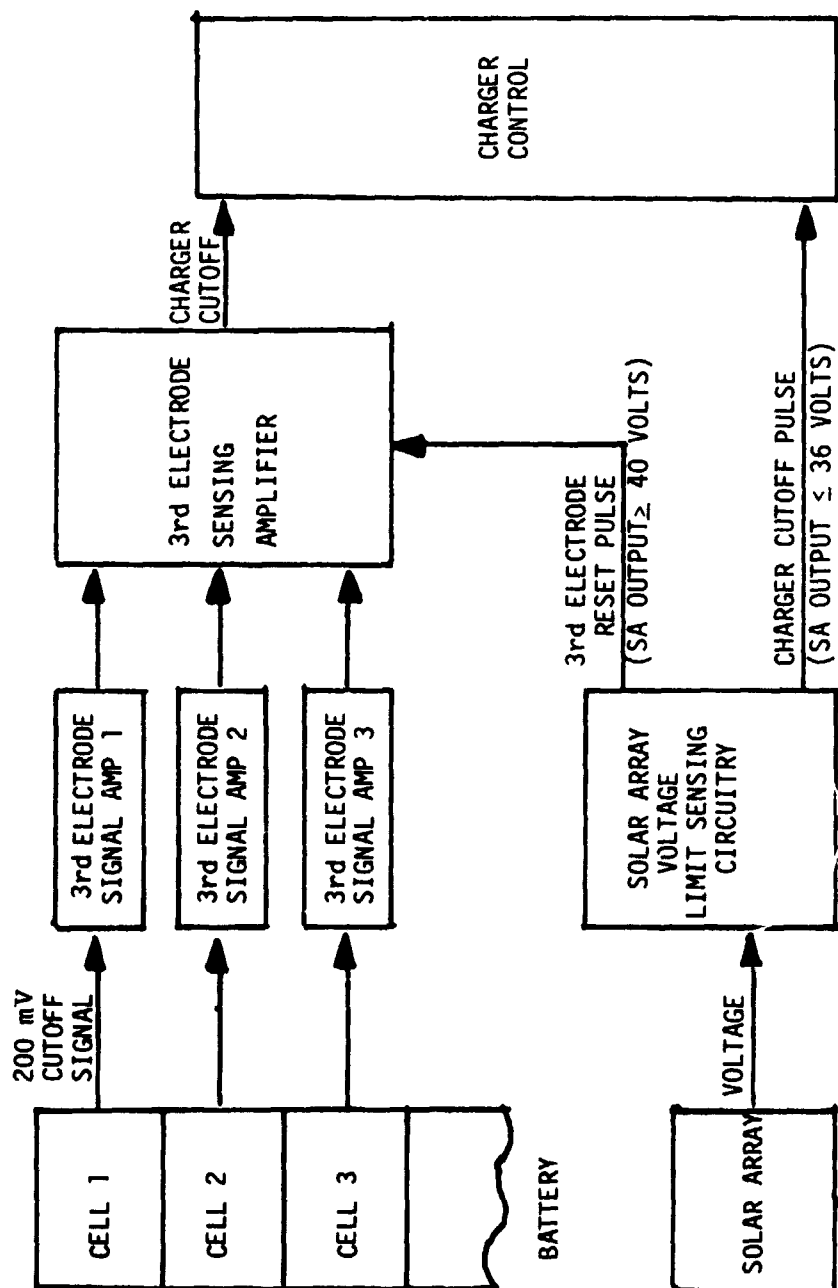 200 mV
CUTOFF
SIGNAL
CELL 1
CELL 2
CELL 3
BATTERY
3rd ELECTRODE
SIGNAL AMP 1
3rd ELECTRODE
SIGNAL AMP 2
3rd ELECTRODE
SIGNAL AMP 3
3rd ELECTRODE
SENSING
AMPLIFIER
CHARGER
CUTOFF
CHARGER
CONTROL
SOLAR ARRAY
VOLTAGE
SOLAR ARRAY
VOLTAGE
LIMIT SENSING
CIRCUITRY
3rd ELECTRODE
RESET PULSE
(SA OUTPUT ≥ 40 VOLTS)
CHARGER CUTOFF PULSE
(SA OUTPUT ≤ 36 VOLTS)